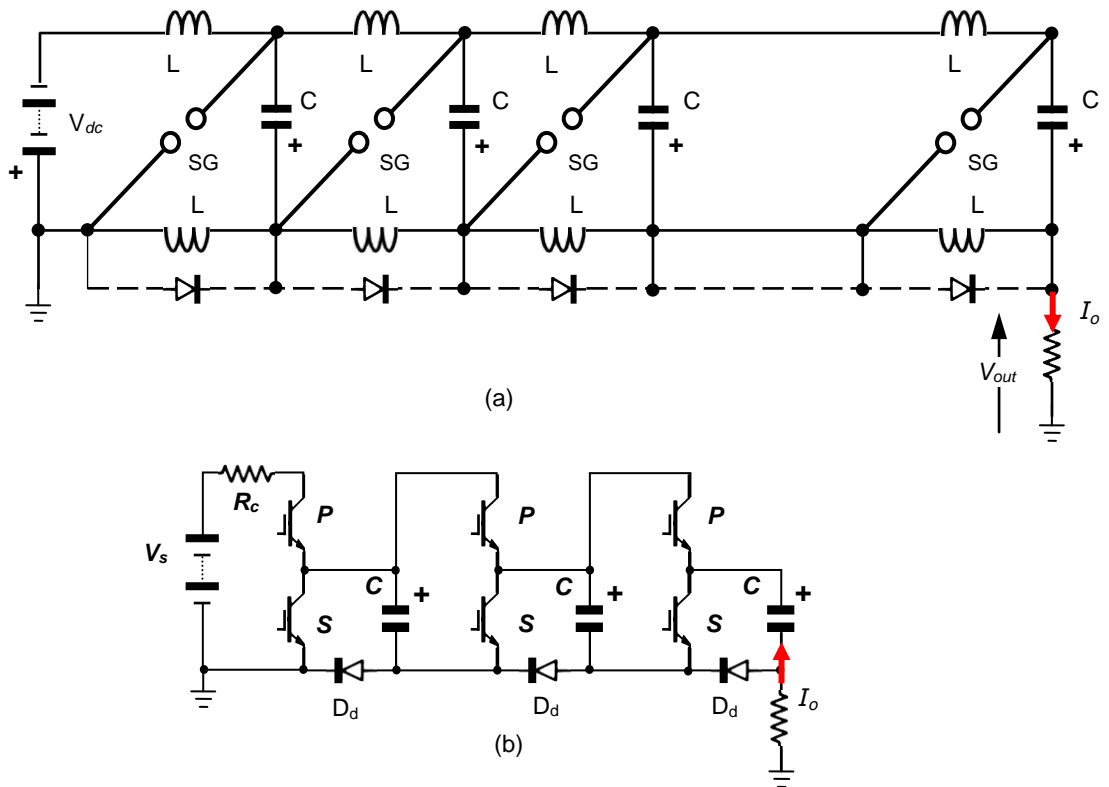 L L L L
V_dc C C C C
+ + + + +
SG SG SG SG
L L L L
I_o
V_out
(a)
R_c P P P
V_s C + C + C +
S S S
D_d D_d D_d I_o
(b)